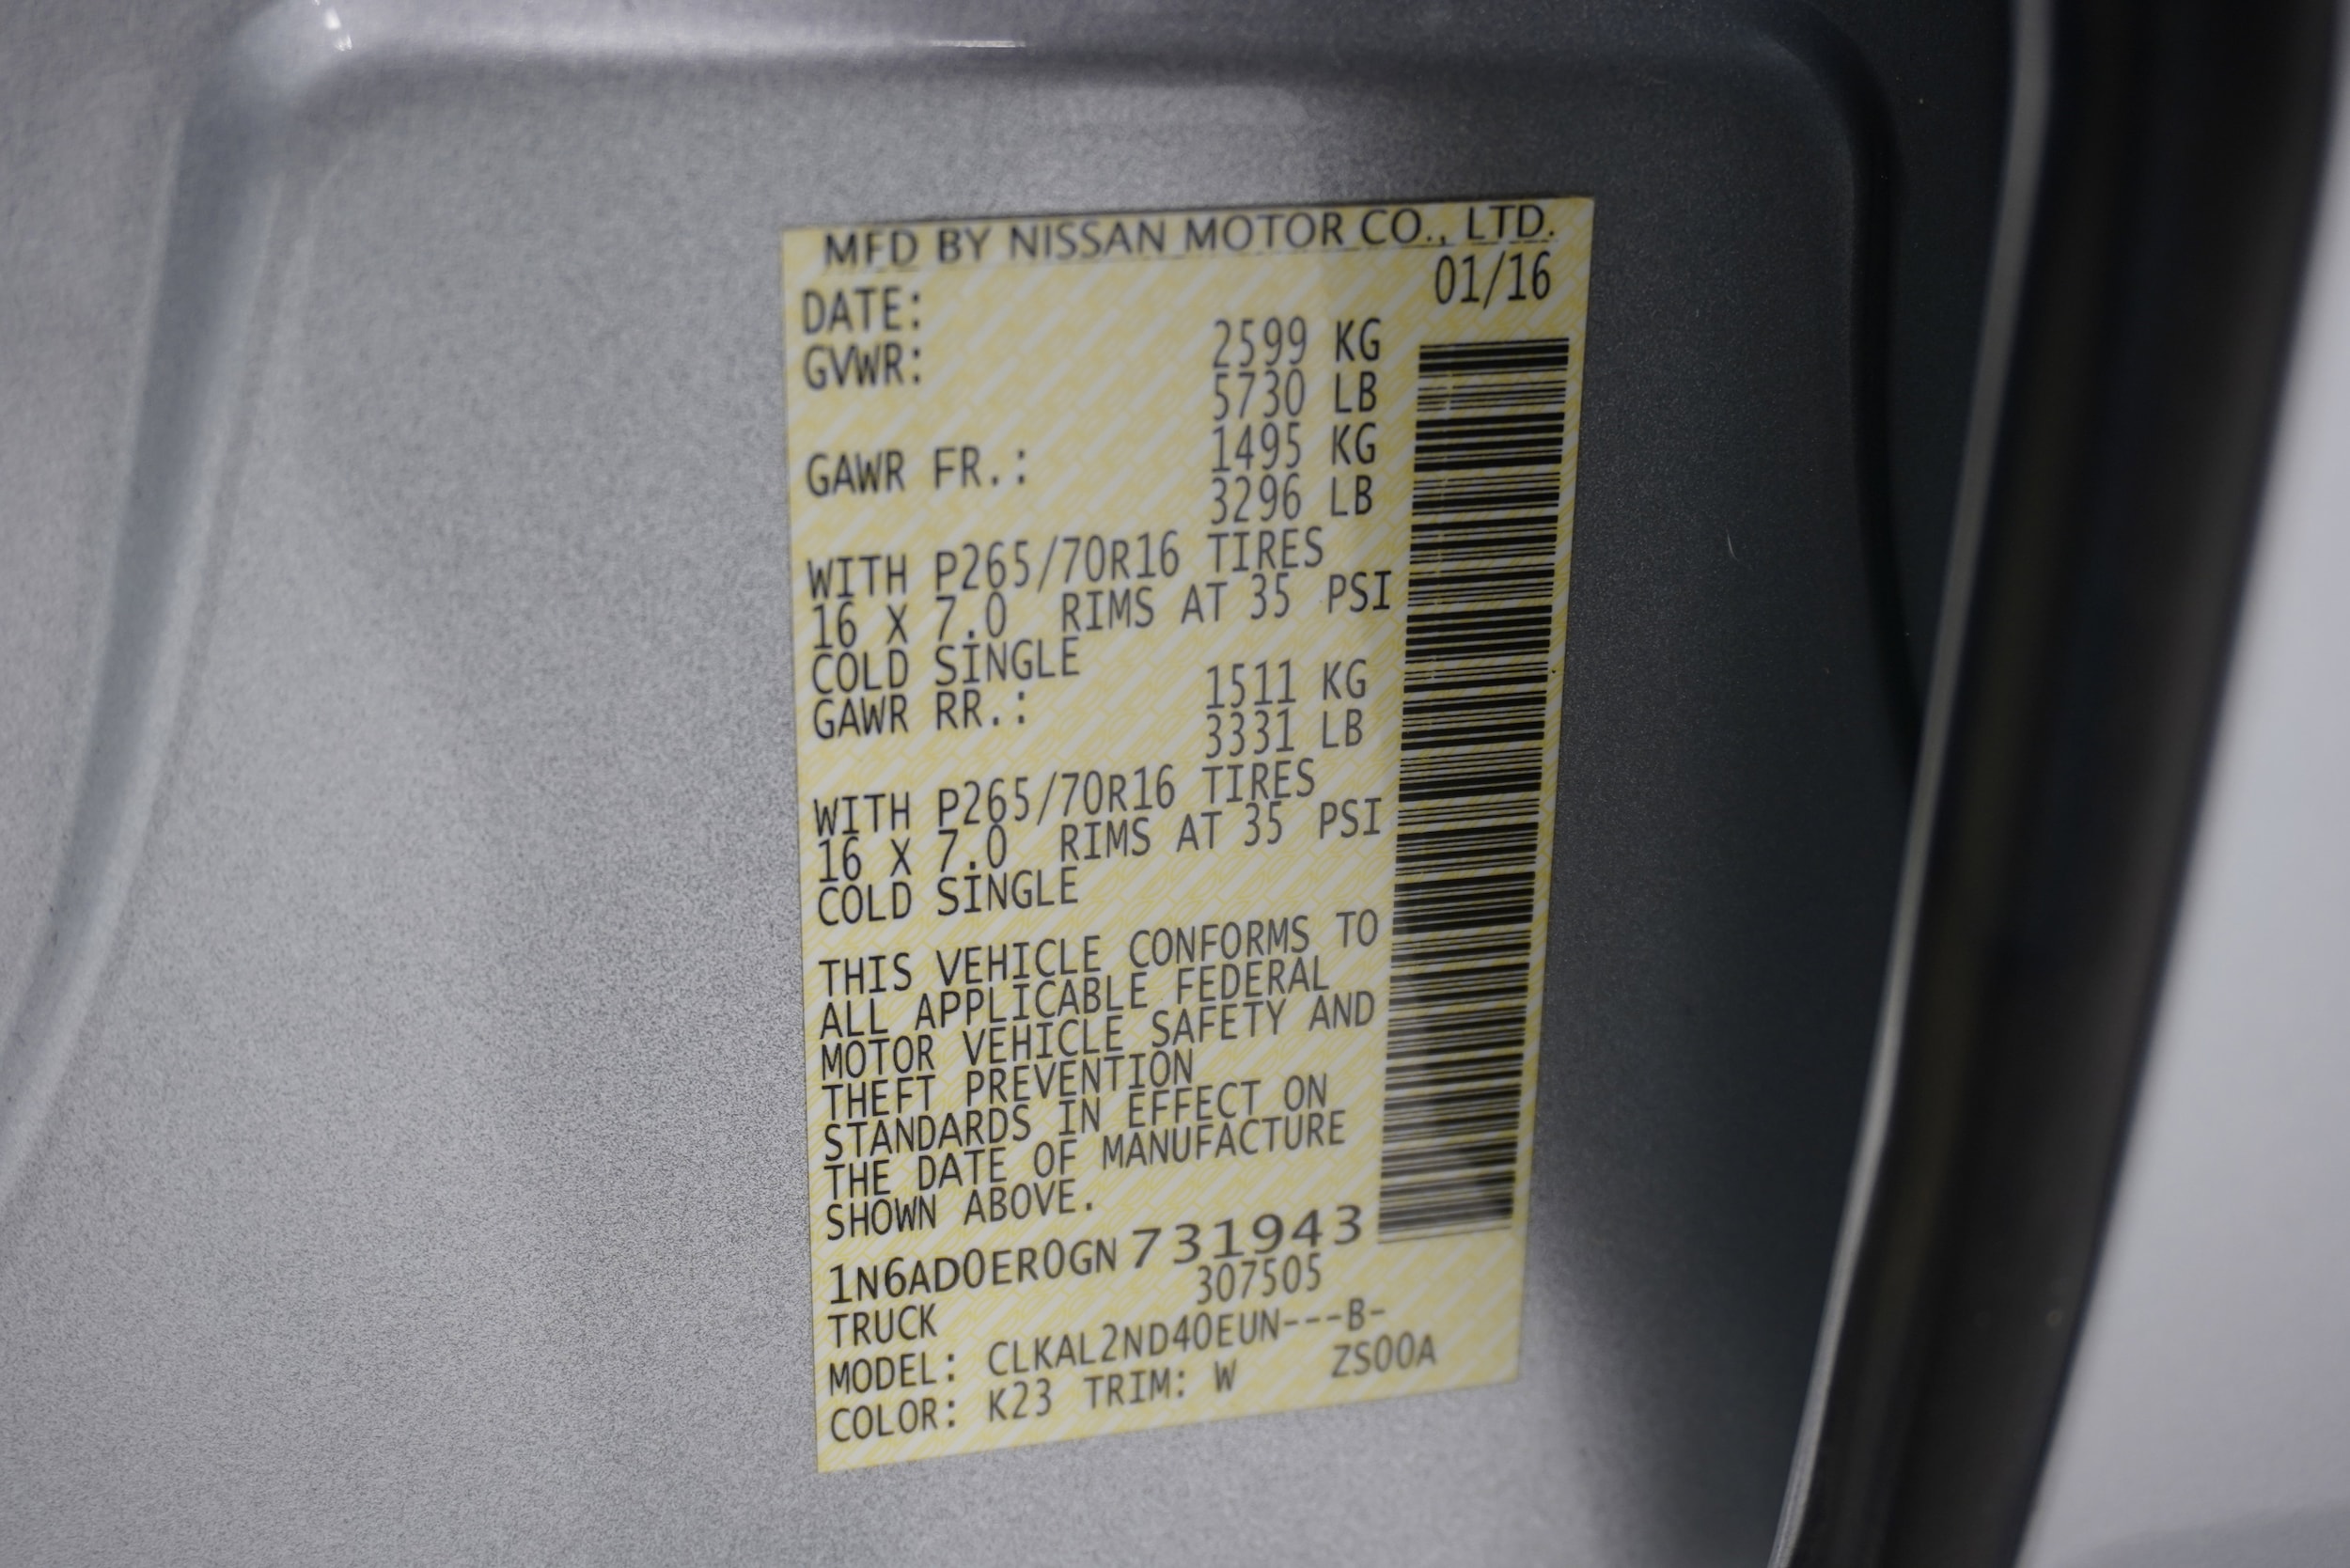 MFD BY NISSAN MOTOR CO., LTD.
DATE: 01/16
GVWR: 2599 KG
5730 LB
GAWR FR.: 1495 KG
3296 LB
WITH P265/70R16 TIRES
16 X 7.0 RIMS AT 35 PSI
COLD SINGLE
GAWR RR.: 1511 KG
3331 LB
WITH P265/70R16 TIRES
16 X 7.0 RIMS AT 35 PSI
COLD SINGLE
THIS VEHICLE CONFORMS TO
ALL APPLICABLE FEDERAL
MOTOR VEHICLE SAFETY AND
THEFT PREVENTION
STANDARDS IN EFFECT ON
THE DATE OF MANUFACTURE
SHOWN ABOVE.
1N6AD0ER0GN 731943
TRUCK 307505
MODEL: CLKAL2ND40EUN---B-
COLOR: K23 TRIM: W ZS00A